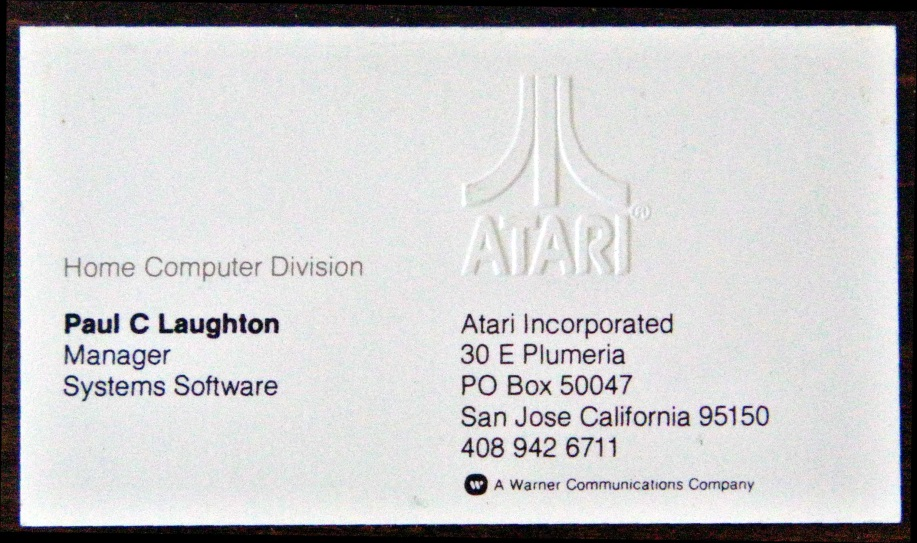 ATARI®
Home Computer Division
Paul C Laughton
Manager
Systems Software
Atari Incorporated
30 E Plumeria
PO Box 50047
San Jose California 95150
408 942 6711
W A Warner Communications Company